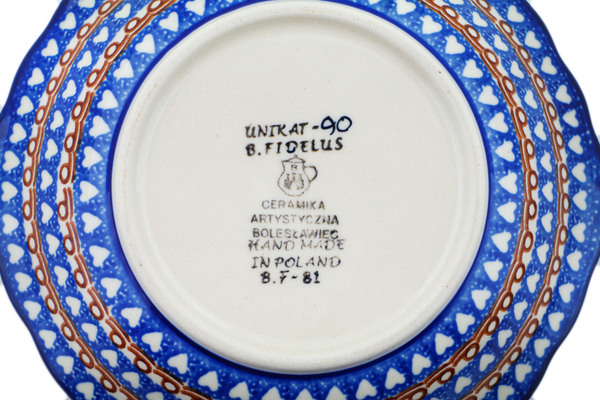 UNIKAT-90
B. FIDELUS
CERAMIKA
ARTYSTYCZNA
BOLESŁAWIEC
HAND MADE
IN POLAND
B.F-81